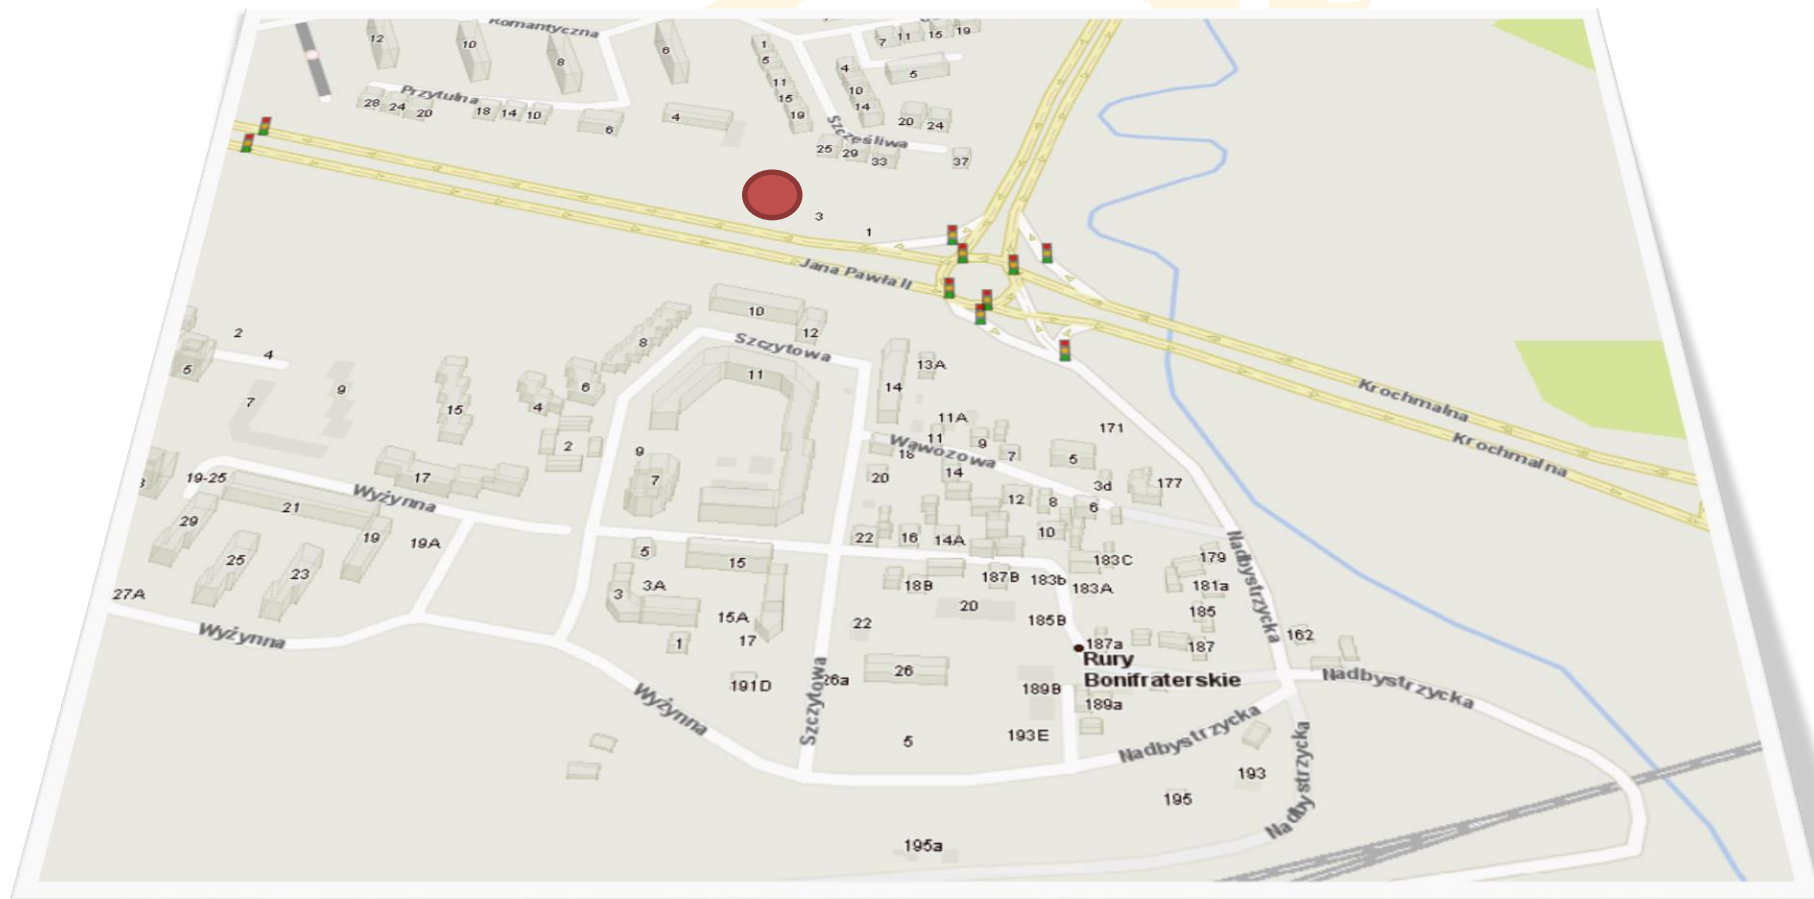 Romantyczna
12
10
8
6
1
5
11
15
19
7
11
15
19
5
4
10
14
20
24
Przytulna
28
24
20
18
14
10
6
4
Szczęśliwa
25
29
33
37
3
1
Jana Pawła II
10
12
8
Szczytowa
11
2
4
5
7
9
15
4
6
2
14
13A
11A
11
9
7
18
Wąwozowa
14
20
5
171
3d
177
12
8
6
10
Krochmalna
Krochmalna
9
7
17
19-25
Wyżynna
21
29
19
19A
25
23
27A
Wyżynna
22
16
14A
5
15
3A
3
15A
17
1
191D
18B
187B
183b
183C
183A
20
22
185B
179
181a
185
187a
187
Rury
Bonifraterskie
Nadbystrzycka
162
Nadbystrzycka
26
26a
189B
189a
193E
5
Wyżynna
Szczytowa
Nadbystrzycka
Nadbystrzycka
193
195
195a